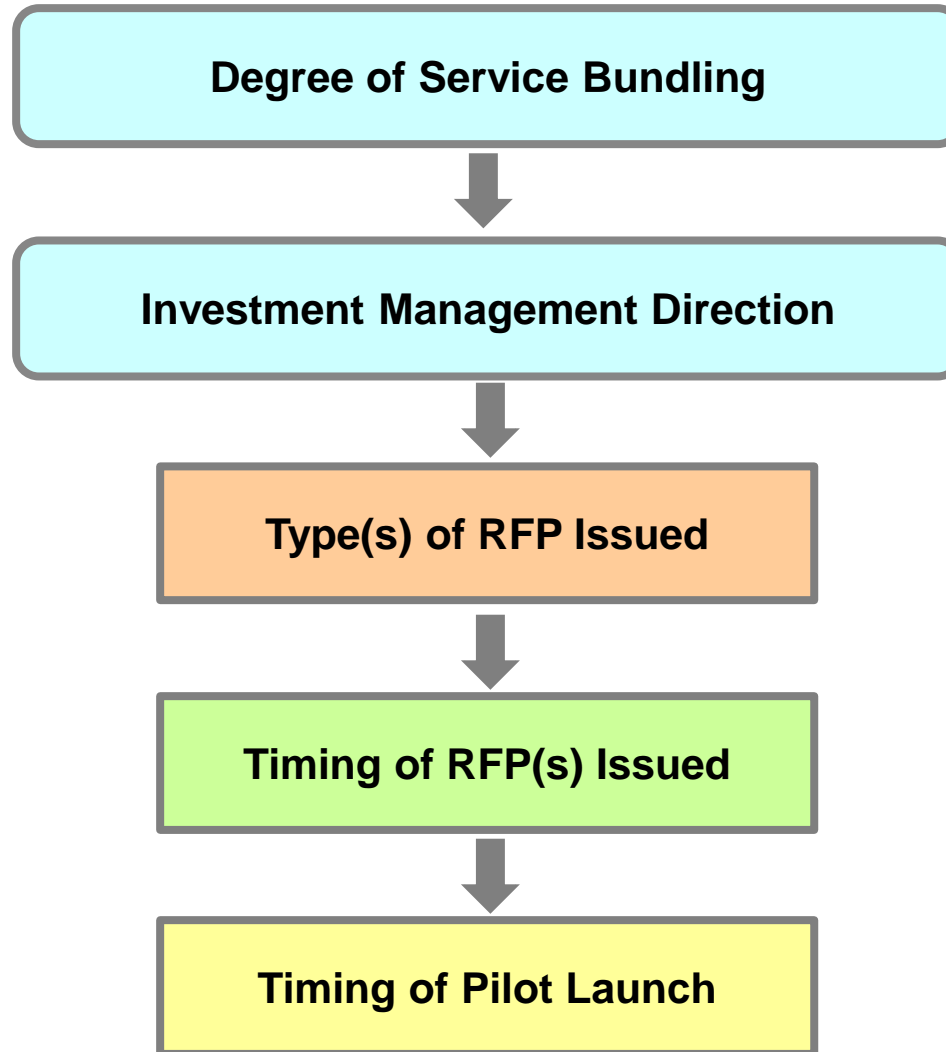 Degree of Service Bundling
Investment Management Direction
Type(s) of RFP Issued
Timing of RFP(s) Issued
Timing of Pilot Launch